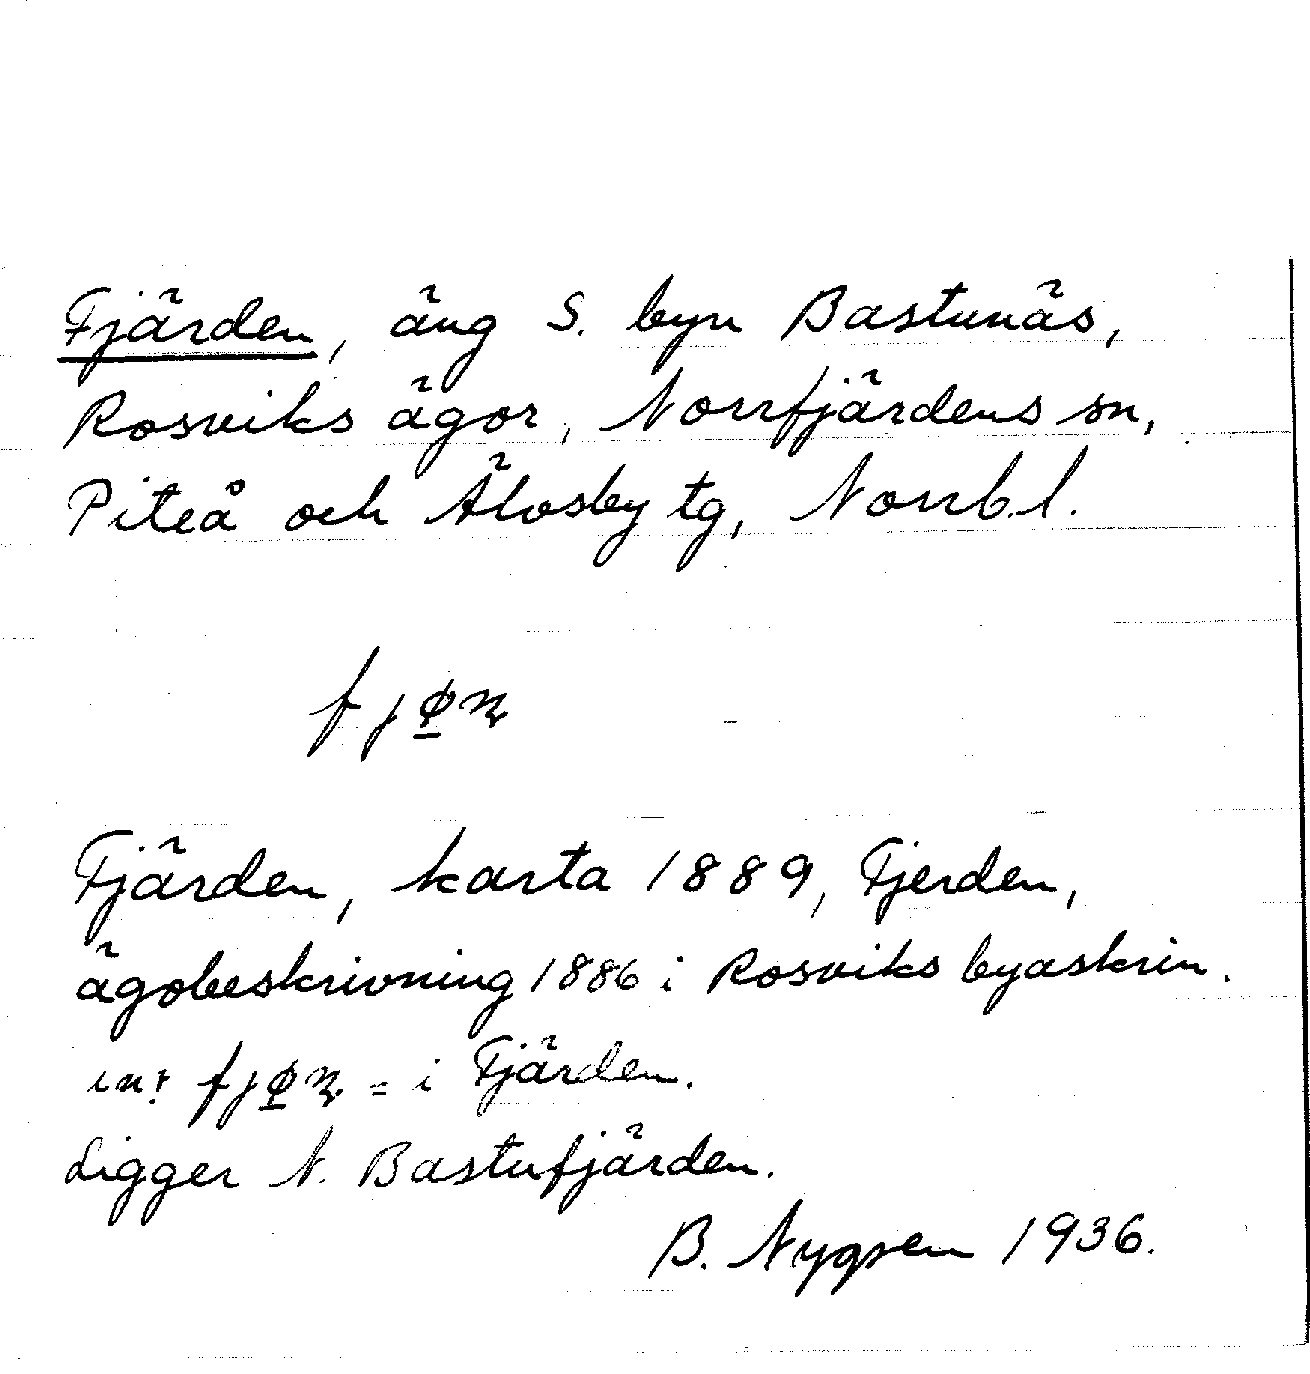 Fjärden, äng S. byn Bastunäs,
Rosviks ägor, Norrfjärdens sn,
Piteå och Älvsby tg, Norrb.l.
Fjärden, karta 1889, Fjerden,
ägobeskrivning 1886 i Rosviks byaskrin.
= i Fjärden.
Ligger N. Bastufjärden.
B. Nygren 1936.